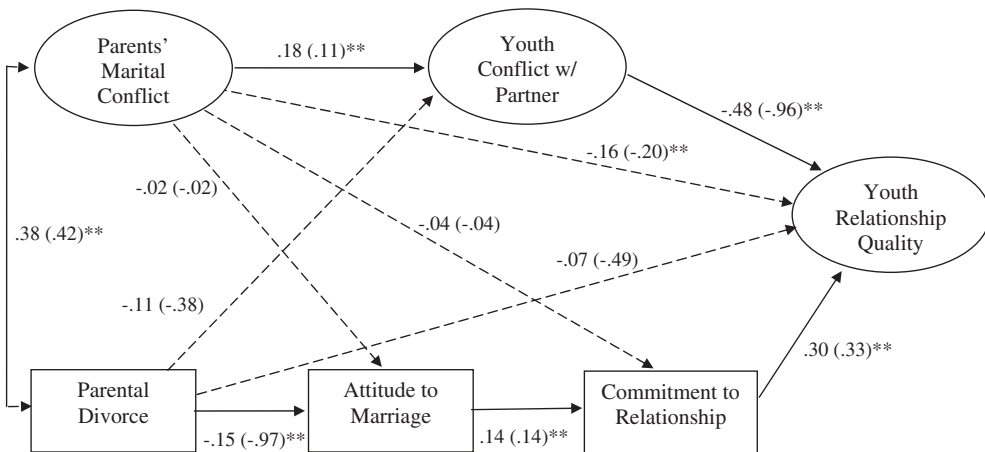 Parents’
Marital
Conflict
.18 (.11)**
Youth
Conflict w/
Partner
-.48 (-.96)**
-.16 (-.20)**
-.02 (-.02)
Youth
Relationship
Quality
.38 (.42)**
-.04 (-.04)
-.07 (-.49)
-.11 (-.38)
.30 (.33)**
Parental
Divorce
Attitude to
Marriage
Commitment to
Relationship
-.15 (-.97)**
.14 (.14)**